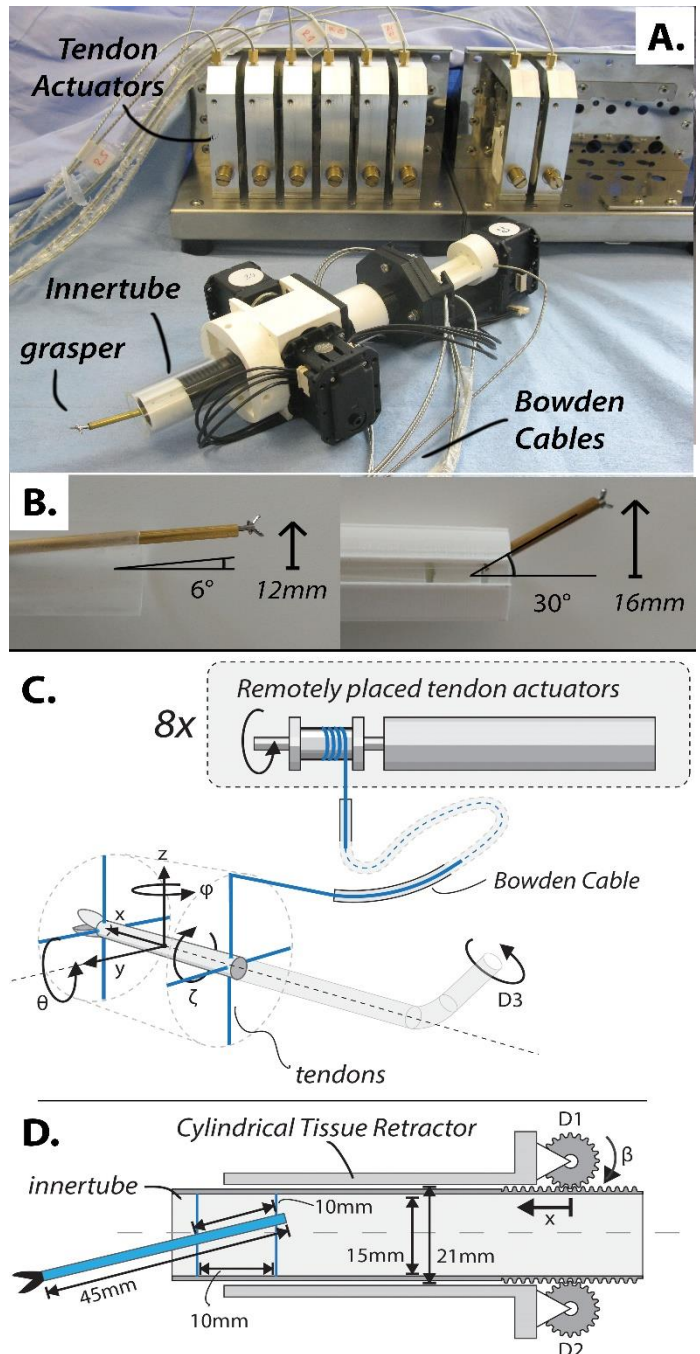 A.
Tendon
Actuators
Innertube
grasper
Bowden
Cables
B.
6°
12mm
30°
16mm
C.
Remotely placed tendon actuators
8x
Bowden Cable
z
φ
x
y
θ
ζ
D3
tendons
D.
Cylindrical Tissue Retractor
D1
β
innertube
10mm
x
15mm
21mm
45mm
10mm
D2